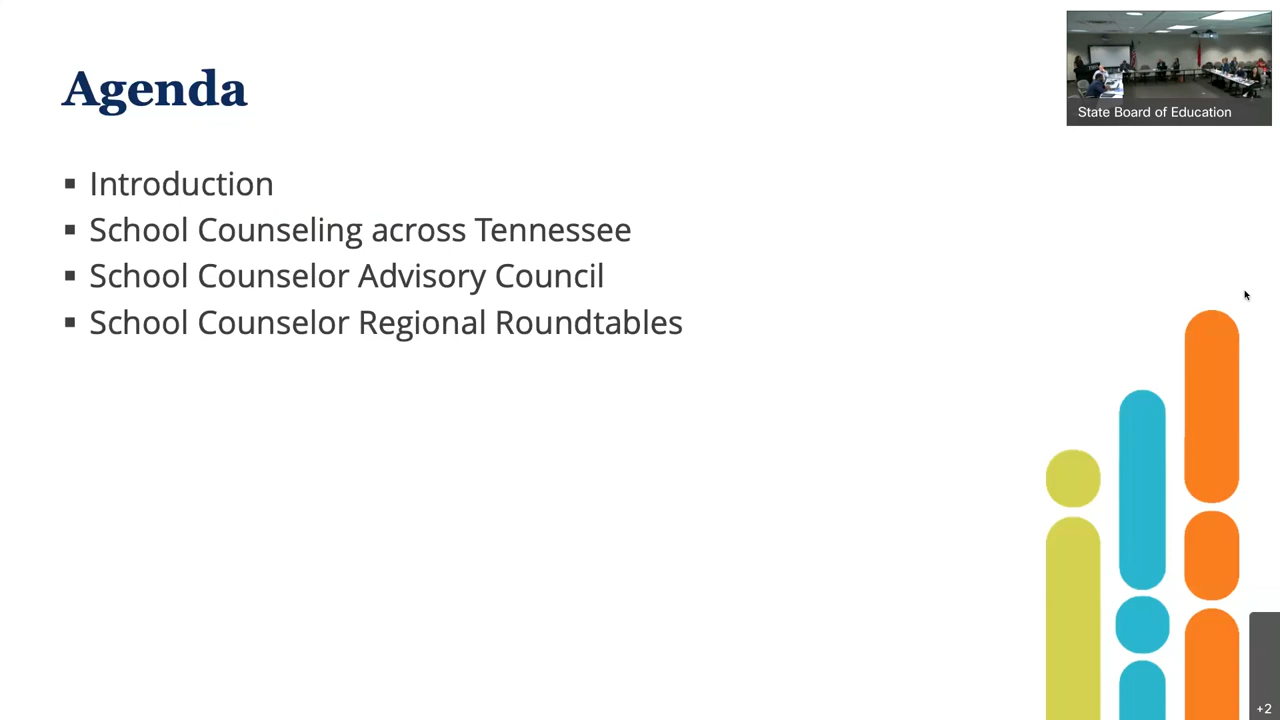 Agenda
State Board of Education
▪ Introduction
▪ School Counseling across Tennessee
▪ School Counselor Advisory Council
▪ School Counselor Regional Roundtables
+2